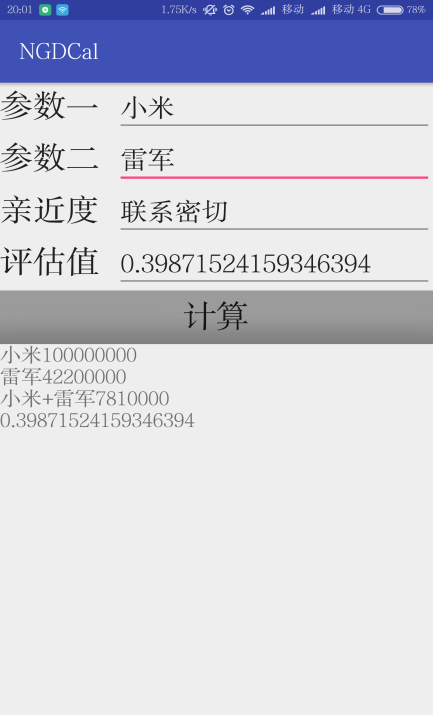 20:01 1.75K/s 移动 移动 4G 78%
NGDCal
参数一 小米
参数二 雷军
亲近度 联系密切
评估值 0.39871524159346394
计算
小米100000000
雷军42200000
小米+雷军7810000
0.39871524159346394